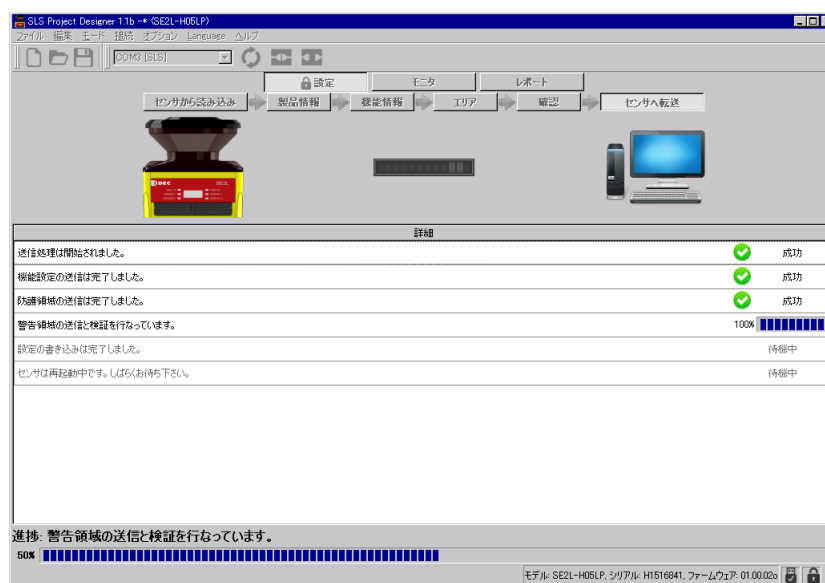 SLS Project Designer 1.1b -* (SE2L-H05LP)
ファイル 編集 モード 接続 オプション Language ヘルプ
COM3 [SLS]
設定 モニタ レポート
センサから読み込み 製品情報 機能情報 エリア 確認 センサへ転送
IDEC SE2L
詳細
送信処理は開始されました。 成功
機能設定の送信は完了しました。 成功
防護領域の送信は完了しました。 成功
警告領域の送信と検証を行なっています。 100%
設定の書き込みは完了しました。 待機中
センサは再起動中です。しばらくお待ち下さい。 待機中
進捗: 警告領域の送信と検証を行なっています。
50%
モデル: SE2L-H05LP, シリアル: H1516841, ファームウェア: 01.00.02o